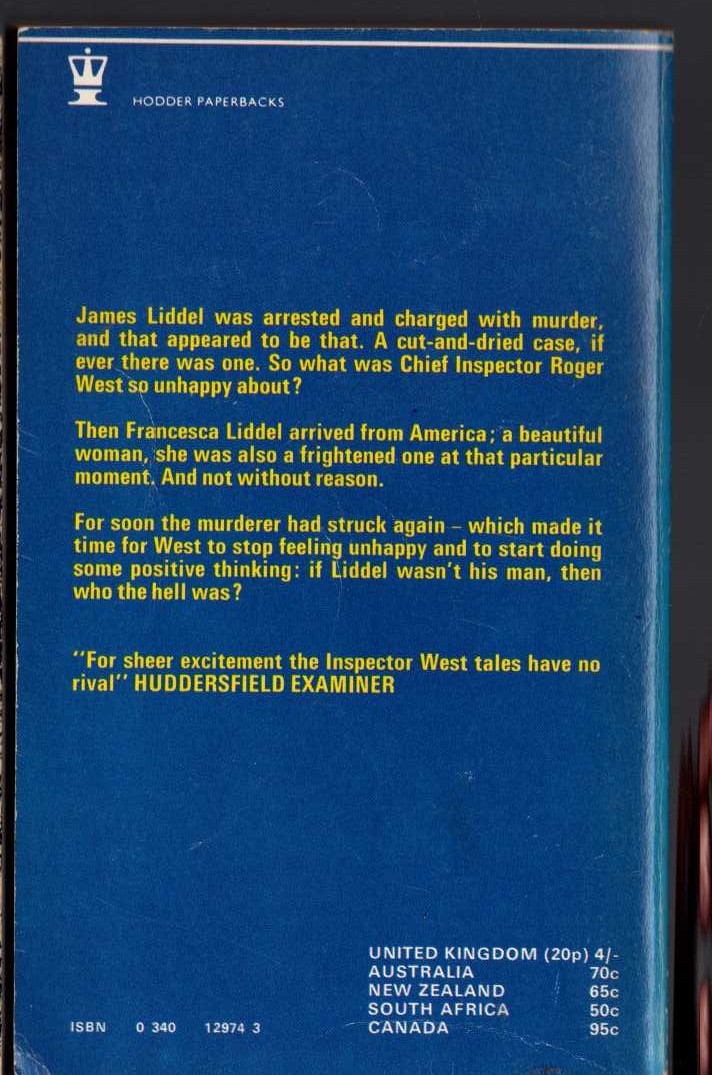 HODDER PAPERBACKS
James Liddel was arrested and charged with murder,
and that appeared to be that. A cut-and-dried case, if
ever there was one. So what was Chief Inspector Roger
West so unhappy about?
Then Francesca Liddel arrived from America; a beautiful
woman, she was also a frightened one at that particular
moment. And not without reason.
For soon the murderer had struck again – which made it
time for West to stop feeling unhappy and to start doing
some positive thinking: if Liddel wasn't his man, then
who the hell was?
"For sheer excitement the Inspector West tales have no
rival" HUDDERSFIELD EXAMINER
UNITED KINGDOM (20p) 4/-
AUSTRALIA 70c
NEW ZEALAND 65c
SOUTH AFRICA 50c
CANADA 95c
ISBN 0 340 12974 3